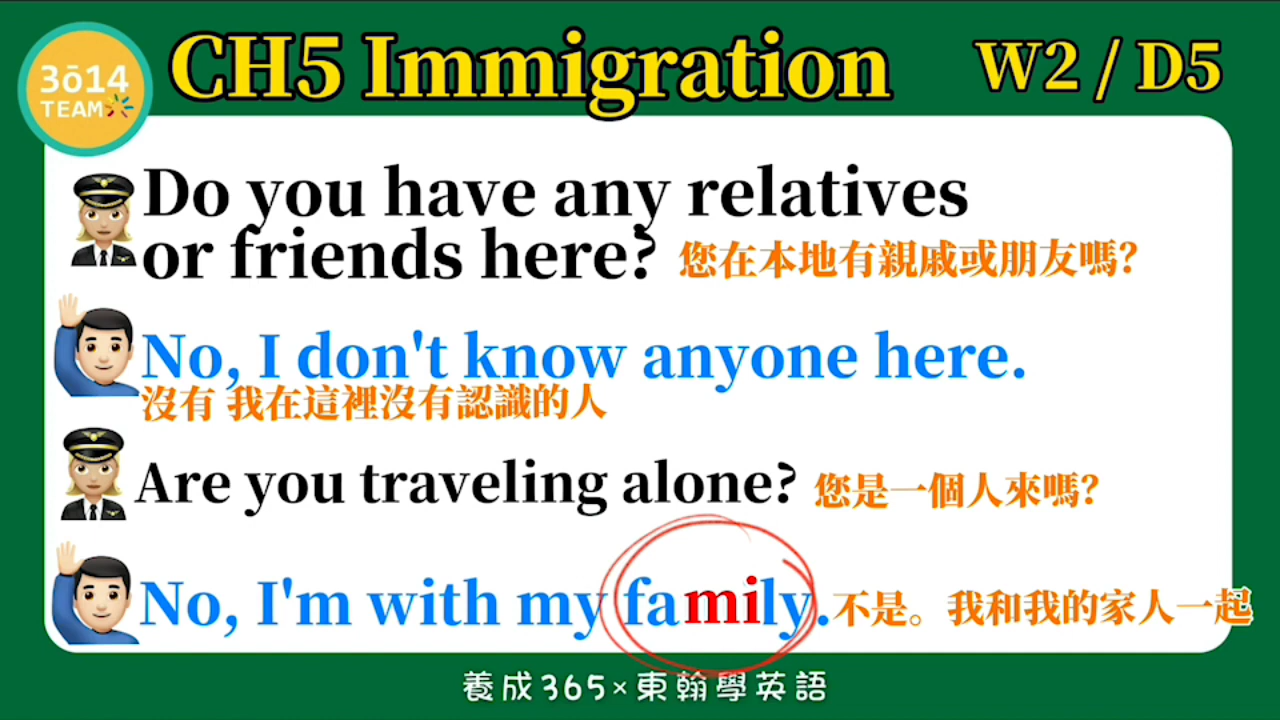 3ō14
TEAM
CH5 Immigration
W2 / D5
Do you have any relatives
or friends here? 您在本地有親戚或朋友嗎?
No, I don't know anyone here.
沒有 我在這裡沒有認識的人
Are you traveling alone? 您是一個人來嗎?
No, I'm with my family. 不是。我和我的家人一起
養成365×東翰學英語